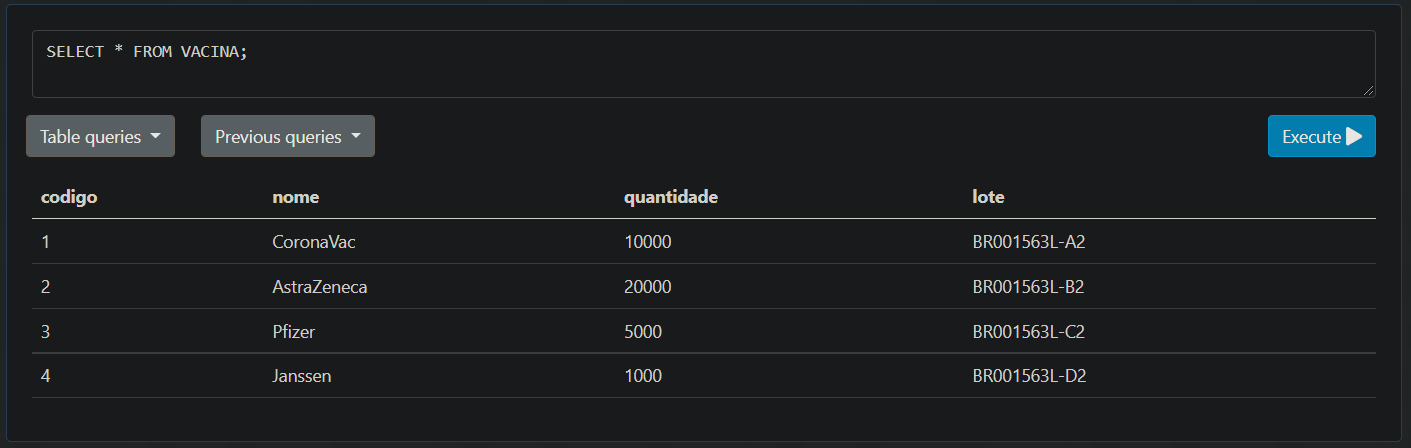 SELECT * FROM VACINA;
Table queries Previous queries Execute
codigo nome quantidade lote
1 CoronaVac 10000 BR001563L-A2
2 AstraZeneca 20000 BR001563L-B2
3 Pfizer 5000 BR001563L-C2
4 Janssen 1000 BR001563L-D2